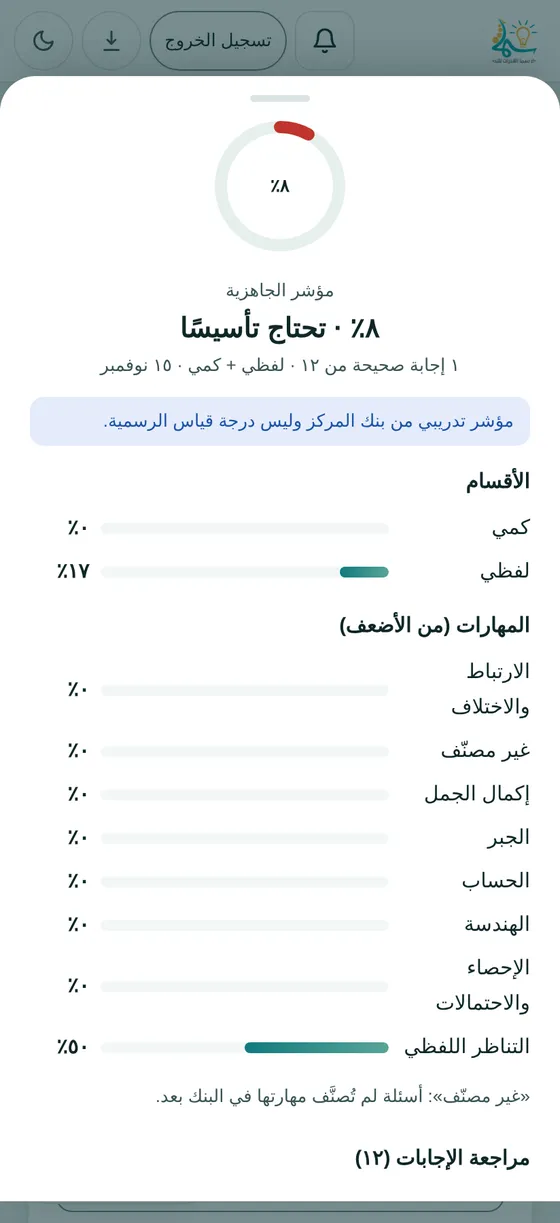 تسجيل الخروج
٪٨
مؤشر الجاهزية
٪٨ · تحتاج تأسيسًا
١ إجابة صحيحة من ١٢ · لفظي + كمي · ١٥ نوفمبر
مؤشر تدريبي من بنك المركز وليس درجة قياس الرسمية.
الأقسام
كمي
٪٠
لفظي
٪١٧
المهارات (من الأضعف)
الارتباط
والاختلاف
٪٠
غير مصنّف
٪٠
إكمال الجمل
٪٠
الجبر
٪٠
الحساب
٪٠
الهندسة
٪٠
الإحصاء
والاحتمالات
٪٠
التناظر اللفظي
٪٥٠
«غير مصنّف»: أسئلة لم تُصنَّف مهارتها في البنك بعد.
مراجعة الإجابات (١٢)